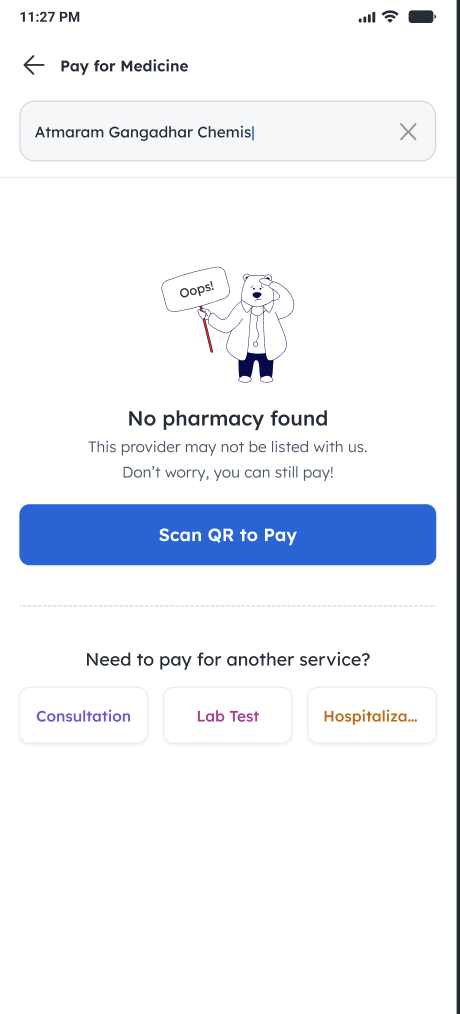 11:27 PM
Pay for Medicine
Atmaram Gangadhar Chemis
Oops!
No pharmacy found
This provider may not be listed with us.
Don’t worry, you can still pay!
Scan QR to Pay
Need to pay for another service?
Consultation
Lab Test
Hospitaliza...